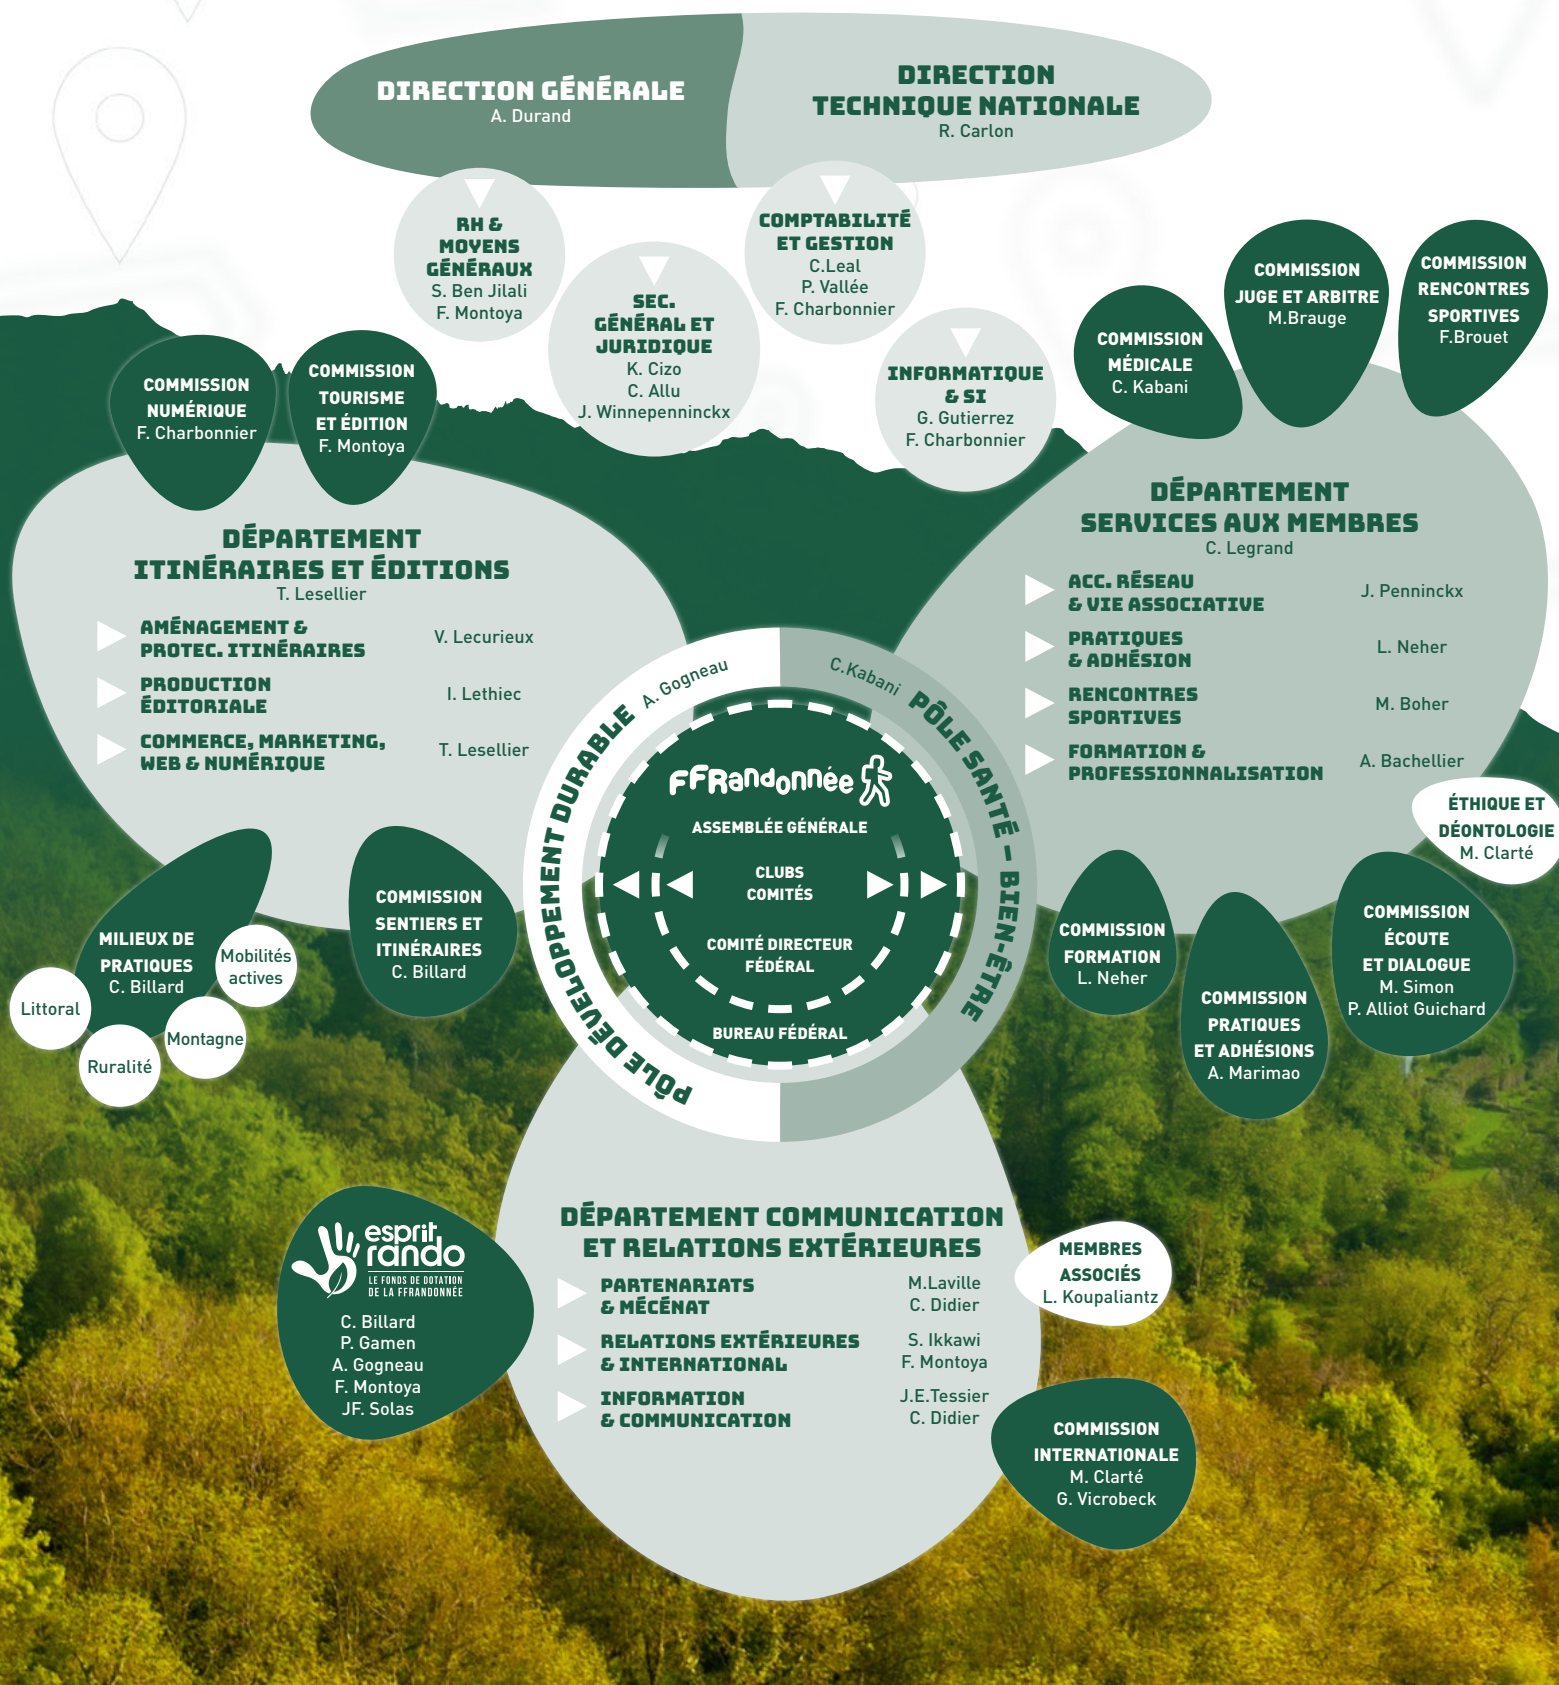 DIRECTION GÉNÉRALE
A. Durand
DIRECTION
TECHNIQUE NATIONALE
R. Carlon
RH &
MOYENS
GÉNÉRAUX
S. Ben Jilali
F. Montoya
SEC.
GÉNÉRAL ET
JURIDIQUE
K. Cizo
C. Allu
J. Winnepenninckx
COMPTABILITÉ
ET GESTION
C.Leal
P. Vallée
F. Charbonnier
INFORMATIQUE
& SI
G. Gutierrez
F. Charbonnier
COMMISSION
MÉDICALE
C. Kabani
COMMISSION
JUGE ET ARBITRE
M.Brauge
COMMISSION
RENCONTRES
SPORTIVES
F.Brouet
COMMISSION
NUMÉRIQUE
F. Charbonnier
COMMISSION
TOURISME
ET ÉDITION
F. Montoya
DÉPARTEMENT
ITINÉRAIRES ET ÉDITIONS
T. Lesellier
AMÉNAGEMENT &
PROTEC. ITINÉRAIRES
V. Lecurieux
PRODUCTION
ÉDITORIALE
I. Lethiec
COMMERCE, MARKETING,
WEB & NUMÉRIQUE
T. Lesellier
DÉPARTEMENT
SERVICES AUX MEMBRES
C. Legrand
ACC. RÉSEAU
& VIE ASSOCIATIVE
J. Penninckx
PRATIQUES
& ADHÉSION
L. Neher
RENCONTRES
SPORTIVES
M. Boher
FORMATION &
PROFESSIONNALISATION
A. Bachellier
PÔLE DÉVELOPPEMENT DURABLE
A. Gogneau
C.Kabani
PÔLE SANTÉ – BIEN-ÊTRE
FFRandonnée
ASSEMBLÉE GÉNÉRALE
CLUBS
COMITÉS
COMITÉ DIRECTEUR
FÉDÉRAL
BUREAU FÉDÉRAL
ÉTHIQUE ET
DÉONTOLOGIE
M. Clarté
MILIEUX DE
PRATIQUES
C. Billard
Mobilités
actives
Littoral
Montagne
Ruralité
COMMISSION
SENTIERS ET
ITINÉRAIRES
C. Billard
COMMISSION
FORMATION
L. Neher
COMMISSION
PRATIQUES
ET ADHÉSIONS
A. Marimao
COMMISSION
ÉCOUTE
ET DIALOGUE
M. Simon
P. Alliot Guichard
esprit
rando
LE FONDS DE DOTATION
DE LA FFRANDONNÉE
C. Billard
P. Gamen
A. Gogneau
F. Montoya
JF. Solas
DÉPARTEMENT COMMUNICATION
ET RELATIONS EXTÉRIEURES
PARTENARIATS
& MÉCÉNAT
M.Laville
C. Didier
RELATIONS EXTÉRIEURES
& INTERNATIONAL
S. Ikkawi
F. Montoya
INFORMATION
& COMMUNICATION
J.E.Tessier
C. Didier
MEMBRES
ASSOCIÉS
L. Koupaliantz
COMMISSION
INTERNATIONALE
M. Clarté
G. Vicrobeck